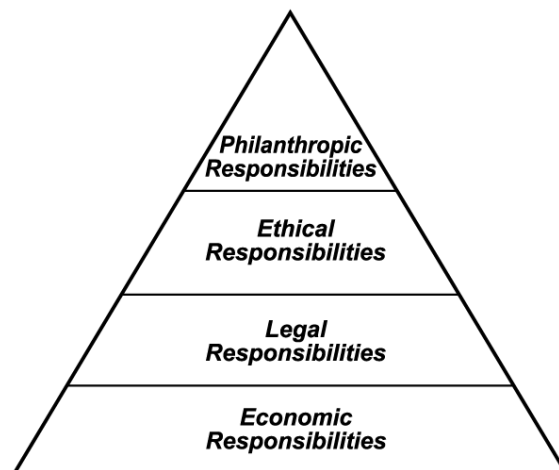 Philanthropic
Responsibilities
Ethical
Responsibilities
Legal
Responsibilities
Economic
Responsibilities